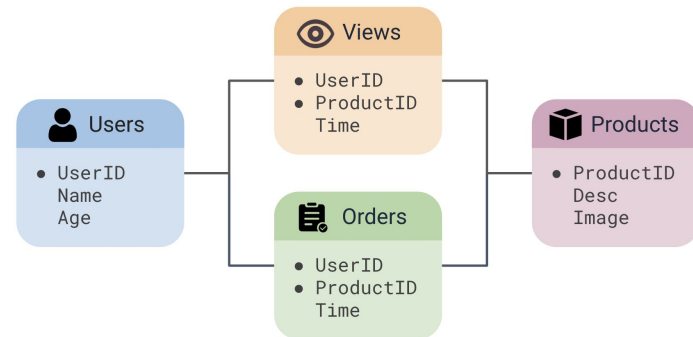 Users
• UserID
Name
Age
Views
• UserID
• ProductID
Time
Orders
• UserID
• ProductID
Time
Products
• ProductID
Desc
Image